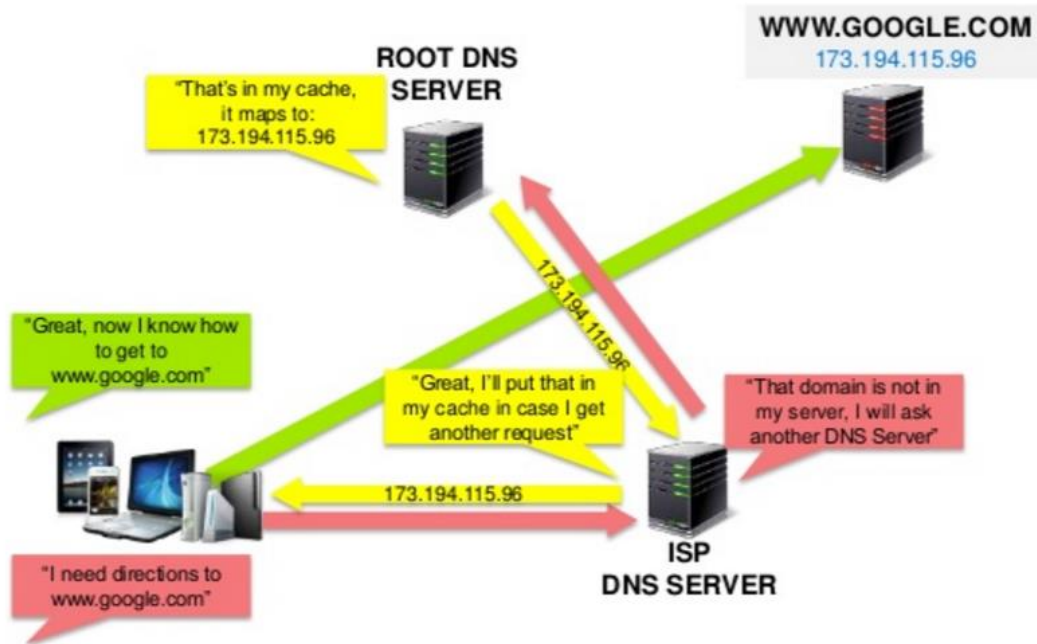 WWW.GOOGLE.COM
173.194.115.96
ROOT DNS
SERVER
“That’s in my cache,
it maps to:
173.194.115.96
173.194.115.96
“Great, now I know how
to get to
www.google.com”
“Great, I’ll put that in
my cache in case I get
another request”
“That domain is not in
my server, I will ask
another DNS Server”
173.194.115.96
ISP
DNS SERVER
“I need directions to
www.google.com”